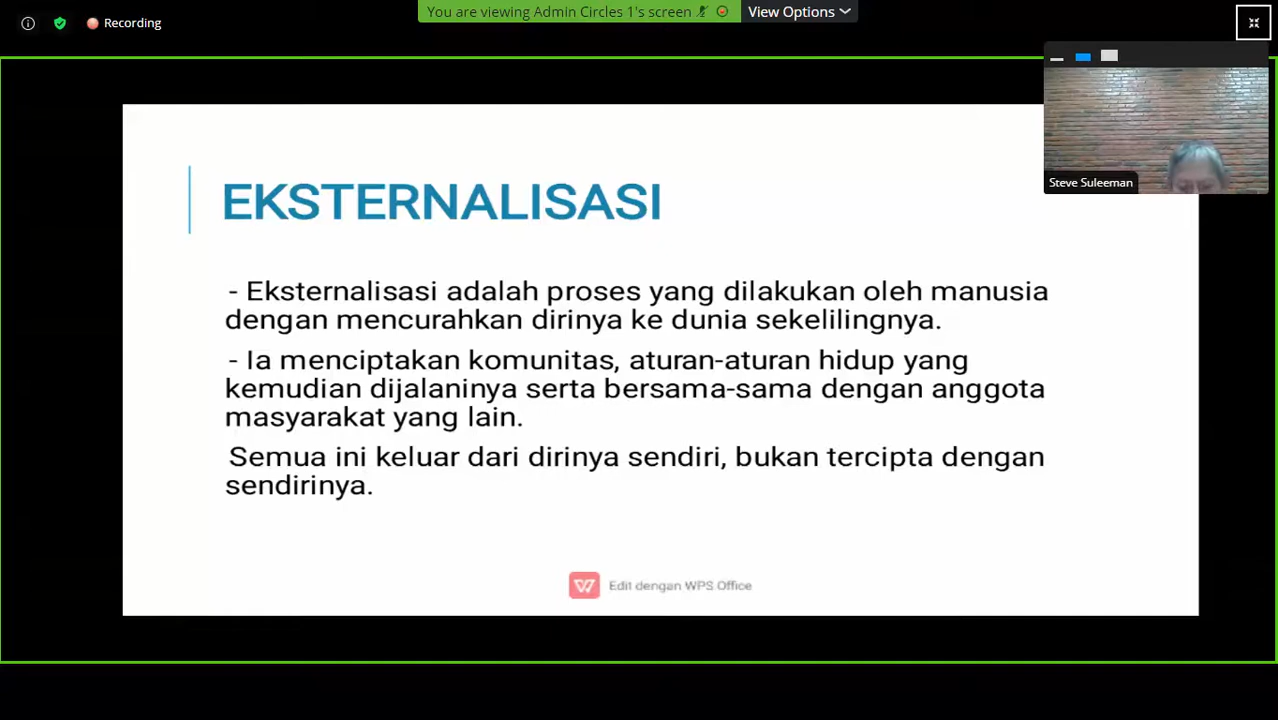 Recording
You are viewing Admin Circles 1's screen
View Options
Steve Suleeman
EKSTERNALISASI
- Eksternalisasi adalah proses yang dilakukan oleh manusia
dengan mencurahkan dirinya ke dunia sekelilingnya.
- Ia menciptakan komunitas, aturan-aturan hidup yang
kemudian dijalaninya serta bersama-sama dengan anggota
masyarakat yang lain.
Semua ini keluar dari dirinya sendiri, bukan tercipta dengan
sendirinya.
Edit dengan WPS Office